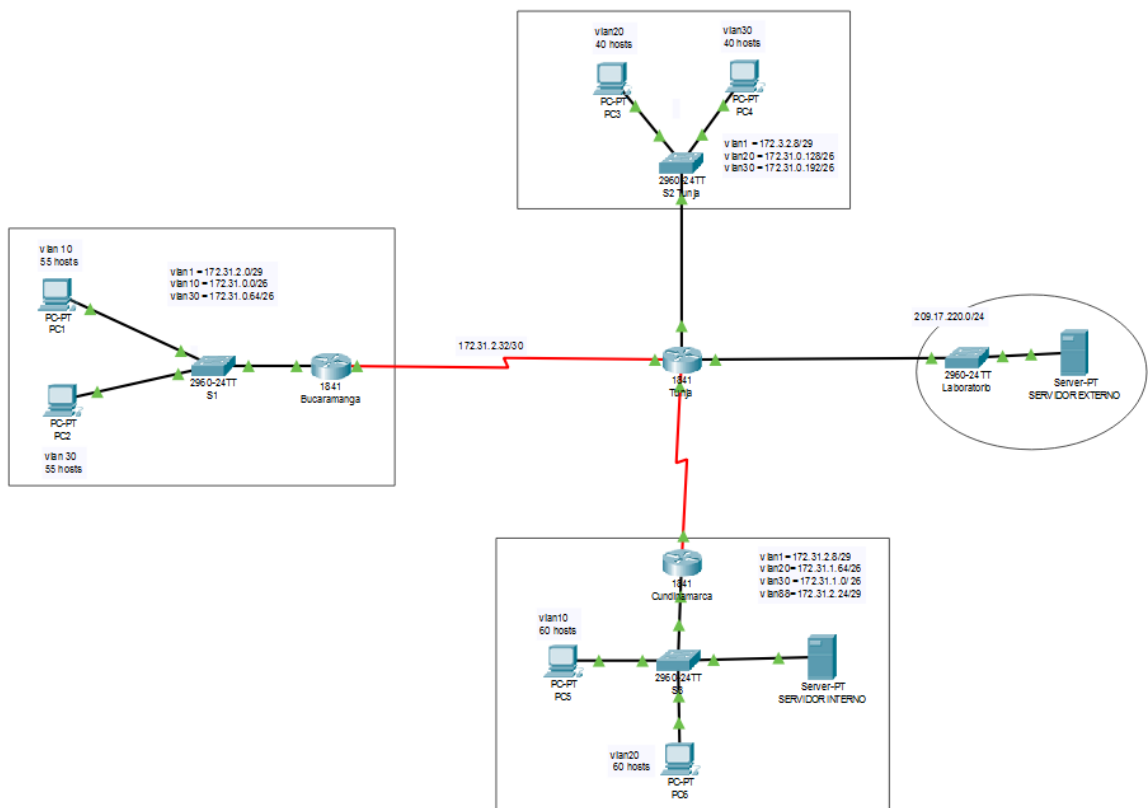 vlan20
40 hosts
vlan30
40 hosts
PC-PT
PC3
PC-PT
PC4
vlan1 = 172.3.2.8/29
vlan20 = 172.31.0.128/26
vlan30 = 172.31.0.192/26
2960-24TT
S2 Tunja
vlan 10
55 hosts
vlan1 = 172.31.2.0/29
vlan10 = 172.31.0.0/26
vlan30 = 172.31.0.64/26
PC-PT
PC1
2960-24TT
S1
1841
Bucaramanga
PC-PT
PC2
vlan 30
55 hosts
172.31.2.32/30
1841
Tunja
209.17.220.0/24
2960-24TT
Laboratorio
Server-PT
SERVIDOR EXTERNO
1841
Cundinamarca
vlan1 = 172.31.2.8/29
vlan20= 172.31.1.64/26
vlan30 = 172.31.1.0/ 26
vlan88= 172.31.2.24/29
vlan10
60 hosts
PC-PT
PC5
2960-24TT
S3
Server-PT
SERVIDOR INTERNO
vlan20
60 hosts
PC-PT
PC6